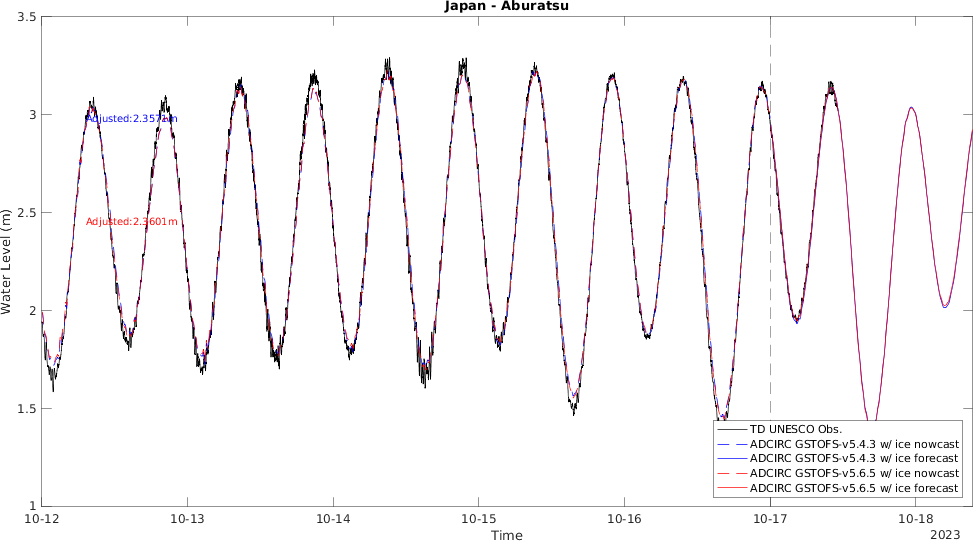 Japan - Aburatsu
3.5
3
2.5
2
1.5
1
Water Level (m)
Adjusted:2.3571m
Adjusted:2.3601m
TD UNESCO Obs.
ADCIRC GSTOFS-v5.4.3 w/ ice nowcast
ADCIRC GSTOFS-v5.4.3 w/ ice forecast
ADCIRC GSTOFS-v5.6.5 w/ ice nowcast
ADCIRC GSTOFS-v5.6.5 w/ ice forecast
10-12
10-13
10-14
10-15
10-16
10-17
10-18
Time
2023